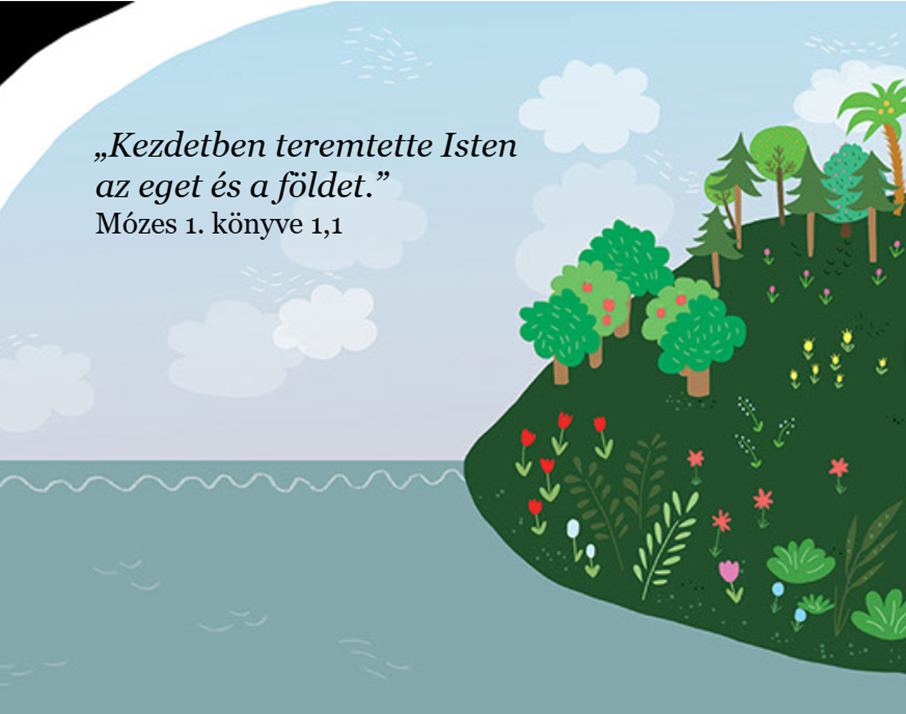 „Kezdetben teremtette Isten
az eget és a földet.”
Mózes 1. könyve 1,1